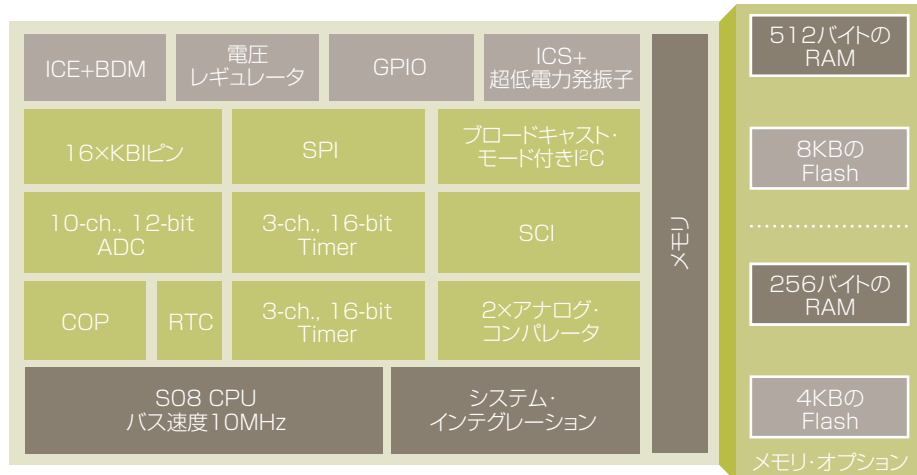 ICE+BDM
電圧
レギュレータ
GPIO
ICS+
超低電力発振子
16×KBIピン
SPI
ブロードキャスト・
モード付きI²C
10-ch., 12-bit
ADC
3-ch., 16-bit
Timer
SCI
COP
RTC
3-ch., 16-bit
Timer
2×アナログ・
コンパレータ
S08 CPU
バス速度10MHz
システム・
インテグレーション
メモリ
512バイトの
RAM
8KBの
Flash
256バイトの
RAM
4KBの
Flash
メモリ・オプション